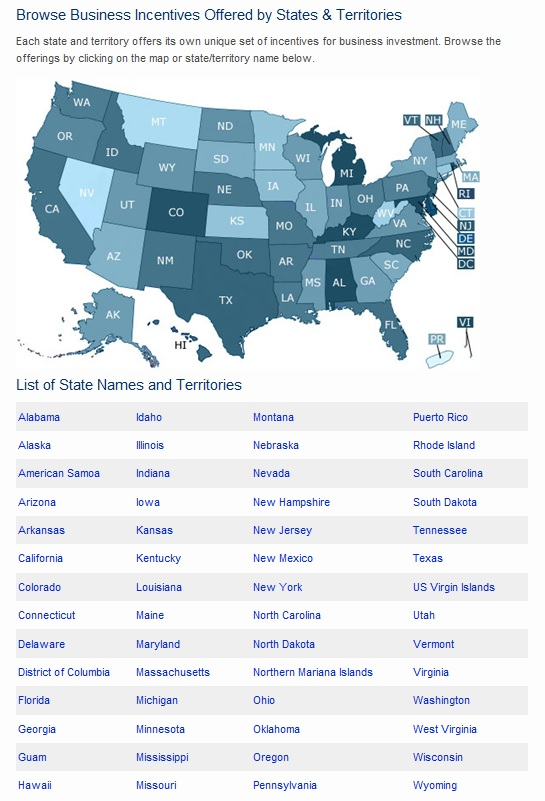 Browse Business Incentives Offered by States & Territories
Each state and territory offers its own unique set of incentives for business investment. Browse the
offerings by clicking on the map or state/territory name below.
WA
MT
ND
MN
VT NH
ME
OR
ID
SD
WI
MI
NY
MA
RI
WY
NV
NE
IA
PA
CT
NJ
DE
MD
DC
CA
UT
CO
KS
MO
IL
IN
OH
WV
VA
KY
AZ
NM
OK
AR
TN
NC
SC
TX
LA
MS
AL
GA
AK
HI
FL
PR
VI
List of State Names and Territories
Alabama Idaho Montana Puerto Rico
Alaska Illinois Nebraska Rhode Island
American Samoa Indiana Nevada South Carolina
Arizona Iowa New Hampshire South Dakota
Arkansas Kansas New Jersey Tennessee
California Kentucky New Mexico Texas
Colorado Louisiana New York US Virgin Islands
Connecticut Maine North Carolina Utah
Delaware Maryland North Dakota Vermont
District of Columbia Massachusetts Northern Mariana Islands Virginia
Florida Michigan Ohio Washington
Georgia Minnesota Oklahoma West Virginia
Guam Mississippi Oregon Wisconsin
Hawaii Missouri Pennsylvania Wyoming